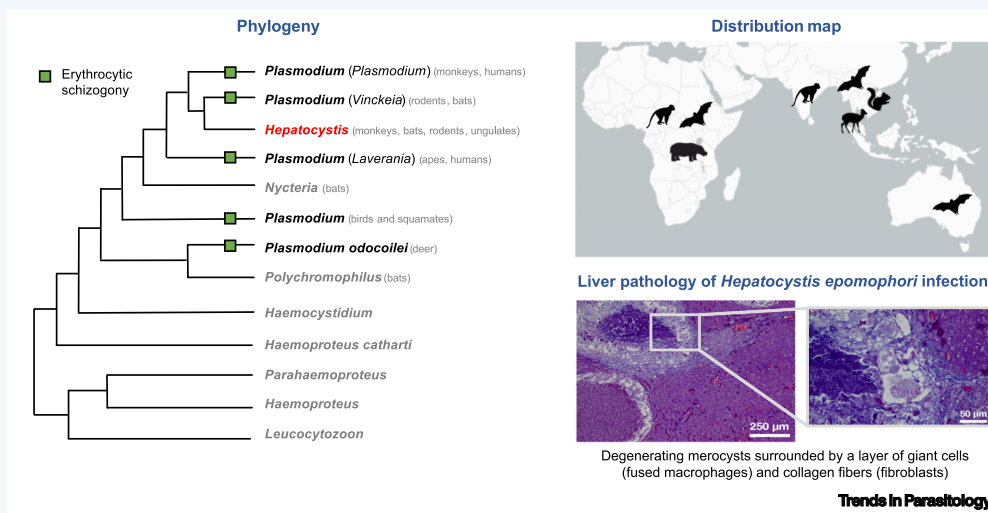 Phylogeny
Erythrocytic
schizogony
Plasmodium (Plasmodium) (monkeys, humans)
Plasmodium (Vinckeia) (rodents, bats)
Hepatocystis (monkeys, bats, rodents, ungulates)
Plasmodium (Laverania) (apes, humans)
Nycteria (bats)
Plasmodium (birds and squamates)
Plasmodium odocoilei (deer)
Polychromophilus (bats)
Haemocystidium
Haemoproteus catharti
Parahaemoproteus
Haemoproteus
Leucocytozoon
Distribution map
Liver pathology of Hepatocystis epomophori infection
250 µm
50 µm
Degenerating merocysts surrounded by a layer of giant cells
(fused macrophages) and collagen fibers (fibroblasts)
Trends in Parasitology